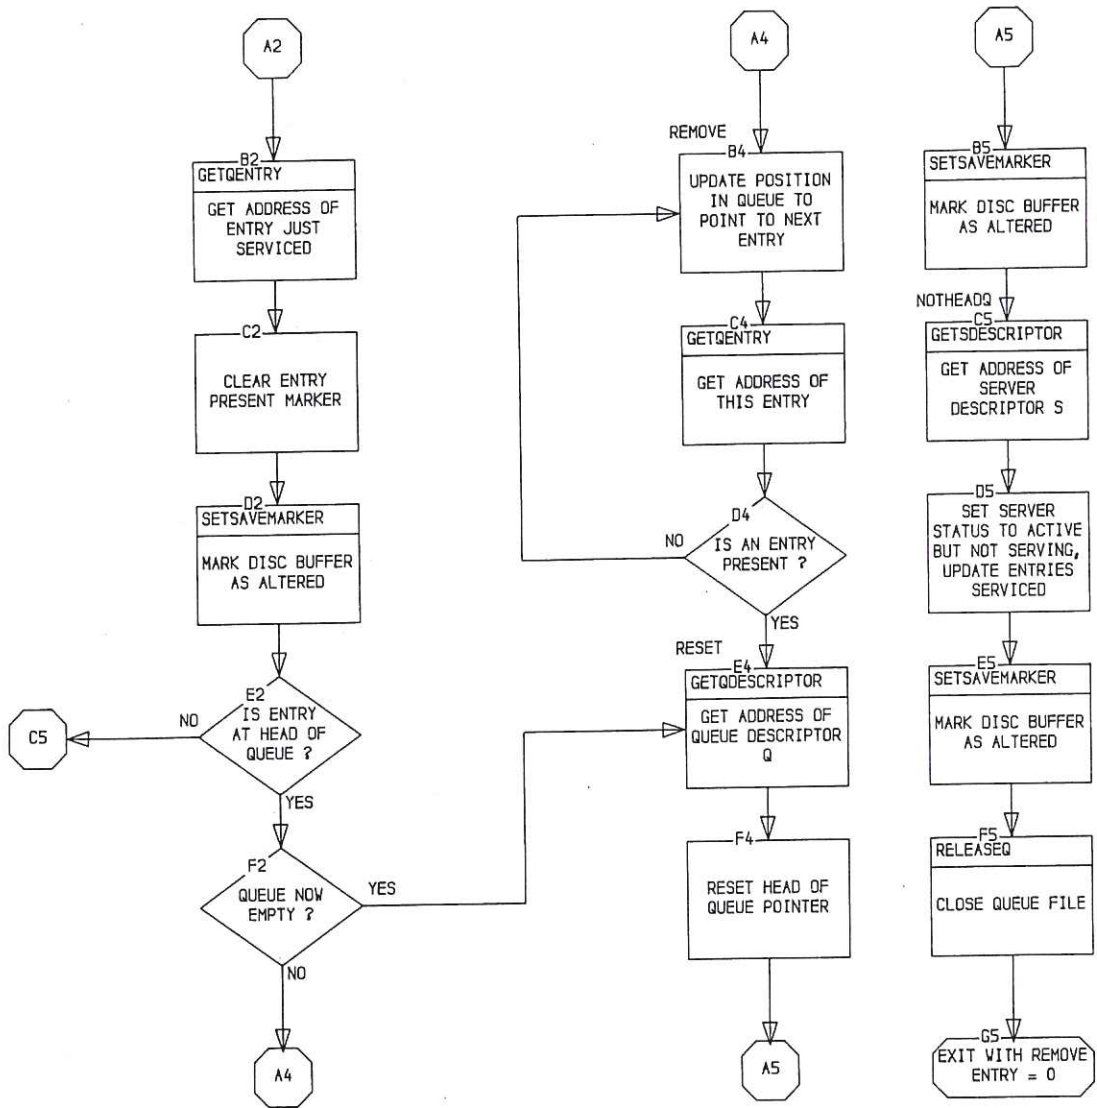 A2
B2
GETQENTRY
GET ADDRESS OF
ENTRY JUST
SERVICED
C2
CLEAR ENTRY
PRESENT MARKER
D2
SETSAVEMARKER
MARK DISC BUFFER
AS ALTERED
E2
IS ENTRY
AT HEAD OF
QUEUE ?
NO
C5
YES
F2
QUEUE NOW
EMPTY ?
YES
NO
A4
A4
REMOVE
B4
UPDATE POSITION
IN QUEUE TO
POINT TO NEXT
ENTRY
C4
GETQENTRY
GET ADDRESS OF
THIS ENTRY
D4
IS AN ENTRY
PRESENT ?
NO
YES
RESET
E4
GETQDESCRIPTOR
GET ADDRESS OF
QUEUE DESCRIPTOR
Q
F4
RESET HEAD OF
QUEUE POINTER
A5
A5
B5
SETSAVEMARKER
MARK DISC BUFFER
AS ALTERED
NOTHEADQ
C5
GETSDESCRIPTOR
GET ADDRESS OF
SERVER
DESCRIPTOR S
D5
SET SERVER
STATUS TO ACTIVE
BUT NOT SERVING,
UPDATE ENTRIES
SERVICED
E5
SETSAVEMARKER
MARK DISC BUFFER
AS ALTERED
F5
RELEASEQ
CLOSE QUEUE FILE
G5
EXIT WITH REMOVE
ENTRY = 0